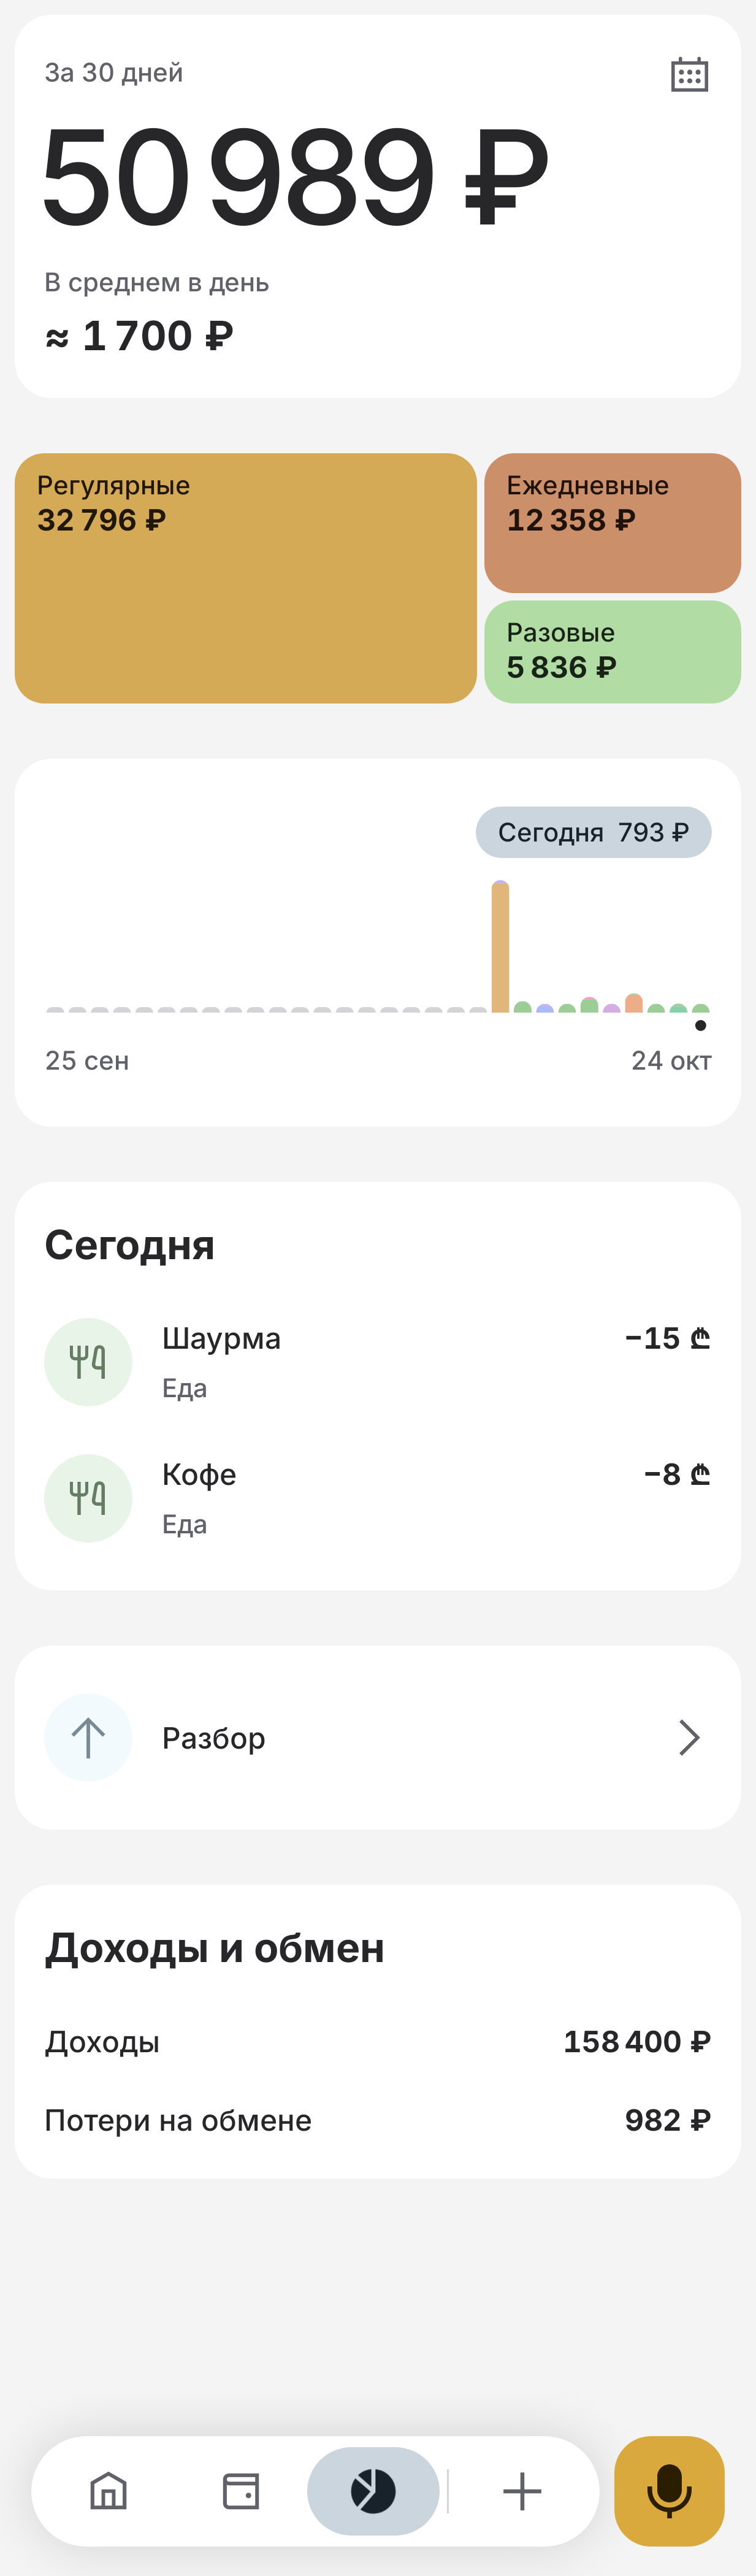 За 30 дней
50 989 ₽
В среднем в день
≈ 1 700 ₽
Регулярные
32 796 ₽
Ежедневные
12 358 ₽
Разовые
5 836 ₽
Сегодня 793 ₽
25 сен
24 окт
Сегодня
Шаурма −15 ₾
Еда
Кофе −8 ₾
Еда
Разбор
Доходы и обмен
Доходы 158 400 ₽
Потери на обмене 982 ₽